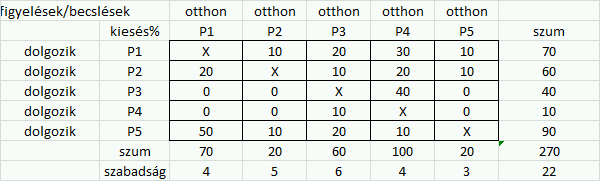 figyelések/becslések otthon otthon otthon otthon otthon
kiesés% P1 P2 P3 P4 P5 szum
dolgozik P1 X 10 20 30 10 70
dolgozik P2 20 X 10 20 10 60
dolgozik P3 0 0 X 40 0 40
dolgozik P4 0 0 10 X 0 10
dolgozik P5 50 10 20 10 X 90
szum 70 20 60 100 20 270
szabadság 4 5 6 4 3 22